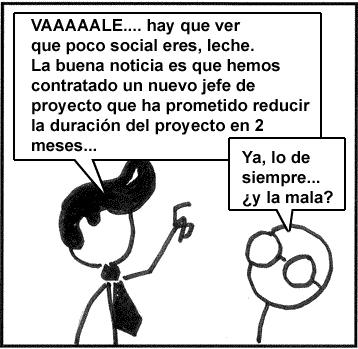 VAAAAALE.... hay que ver
que poco social eres, leche.
La buena noticia es que hemos
contratado un nuevo jefe de
proyecto que ha prometido reducir
la duración del proyecto en 2
meses...
Ya, lo de
siempre...
¿y la mala?